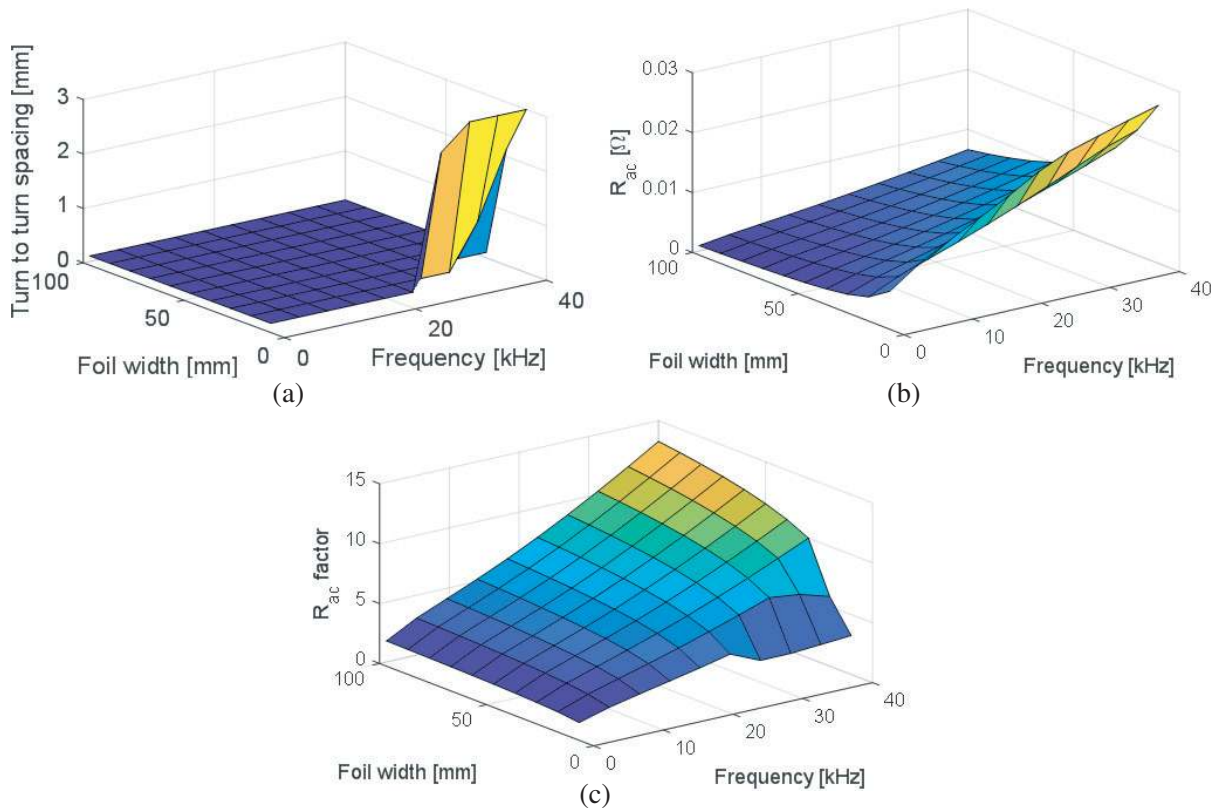 Turn to turn spacing [mm]
3
2
1
0
100
50
0
0
20
40
Foil width [mm]
Frequency [kHz]
(a)
R_ac [Ω]
0.03
0.02
0.01
0
100
50
0
0
10
20
30
40
Foil width [mm]
Frequency [kHz]
(b)
R_ac factor
15
10
5
0
100
50
0
0
10
20
30
40
Foil width [mm]
Frequency [kHz]
(c)